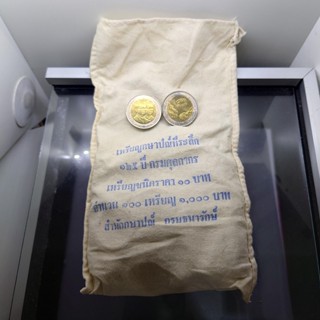 เหรียญกษาปณ์ที่ระลึก
๑๒๕ ปี กรมศุลกากร
เหรียญชนิดราคา ๑๐ บาท
จำนวน ๑๐๐ เหรียญ ๑,๐๐๐ บาท
สำนักกษาปณ์ กรมธนารักษ์